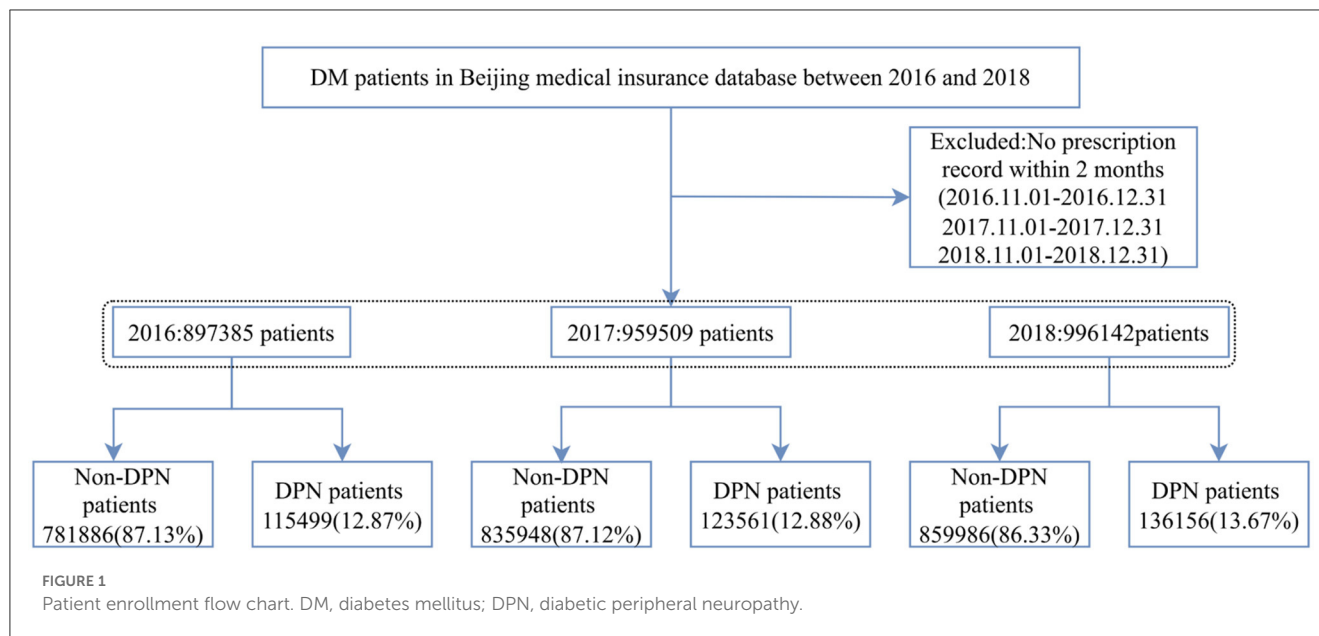 DM patients in Beijing medical insurance database between 2016 and 2018
Excluded:No prescription
record within 2 months
(2016.11.01-2016.12.31
2017.11.01-2017.12.31
2018.11.01-2018.12.31)
2016:897385 patients
2017:959509 patients
2018:996142patients
Non-DPN
patients
781886(87.13%)
DPN patients
115499(12.87%)
Non-DPN
patients
835948(87.12%)
DPN patients
123561(12.88%)
Non-DPN
patients
859986(86.33%)
DPN patients
136156(13.67%)
FIGURE 1
Patient enrollment flow chart. DM, diabetes mellitus; DPN, diabetic peripheral neuropathy.